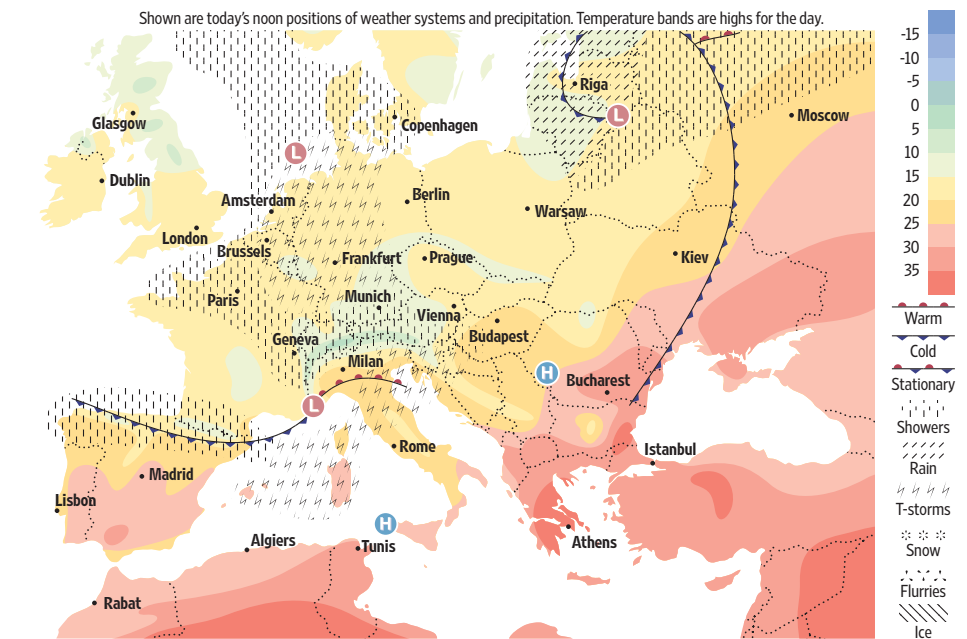 Shown are today's noon positions of weather systems and precipitation. Temperature bands are highs for the day.
-15
-10
-5
0
5
10
15
20
25
30
35
Warm
Cold
Stationary
Showers
Rain
T-storms
Snow
Flurries
Ice
Glasgow
Dublin
London
Amsterdam
Brussels
Paris
Copenhagen
Berlin
Frankfurt
Prague
Munich
Vienna
Geneva
Milan
Riga
L
Moscow
L
Warsaw
Kiev
Budapest
H
Bucharest
L
Rome
Istanbul
Madrid
Lisbon
H
Algiers
Tunis
Athens
Rabat